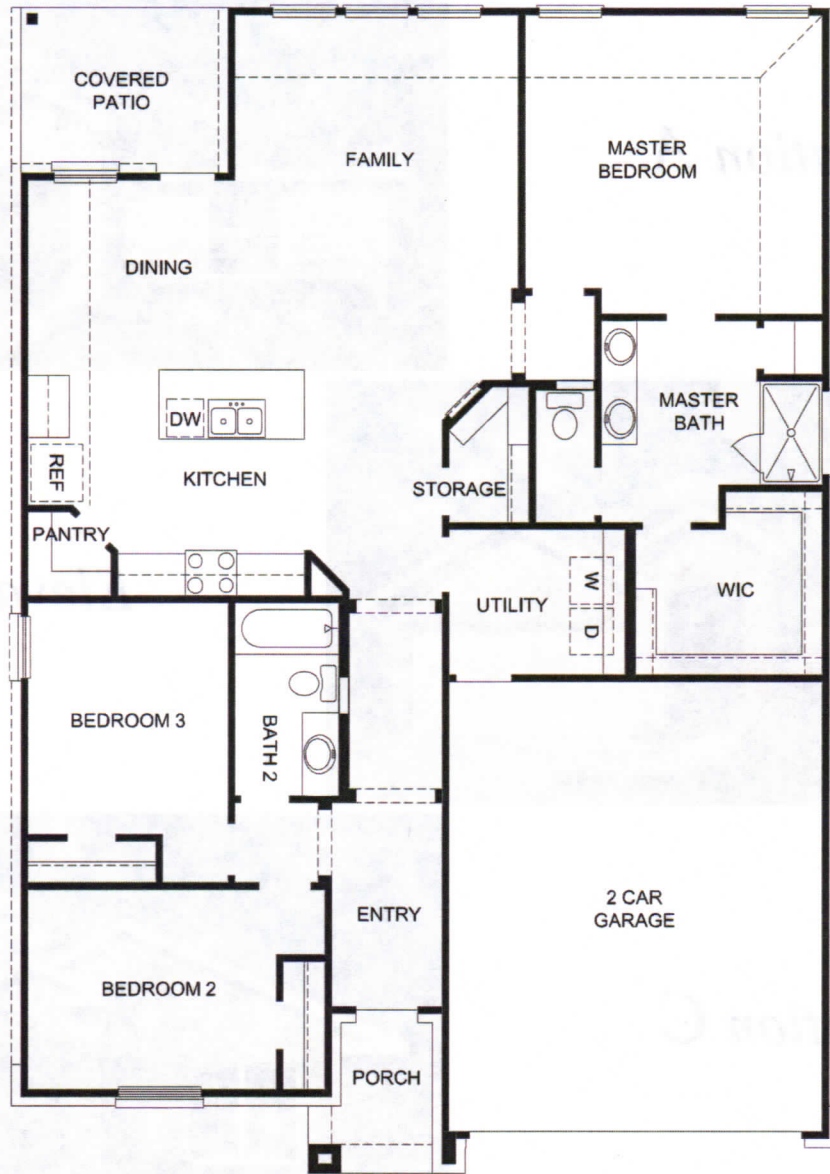 COVERED
PATIO
FAMILY
MASTER
BEDROOM
DINING
DW
REF
KITCHEN
MASTER
BATH
STORAGE
PANTRY
UTILITY
W
D
WIC
BEDROOM 3
BATH 2
2 CAR
GARAGE
ENTRY
BEDROOM 2
PORCH